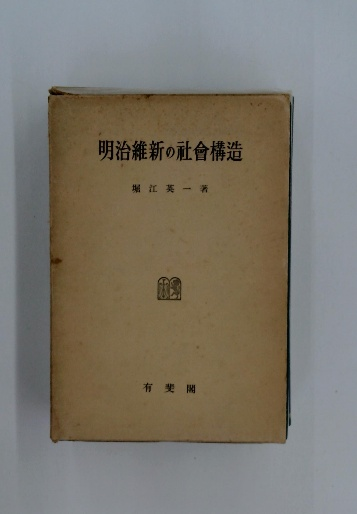 明治維新の社會構造
堀江英一著
有斐閣